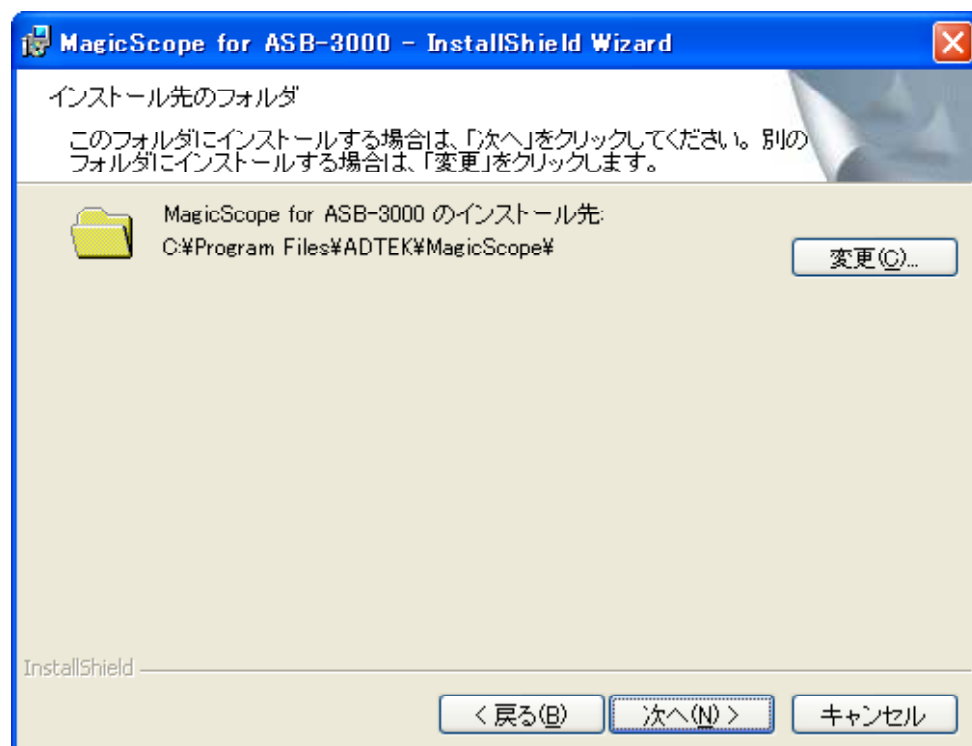 MagicScope for ASB-3000 - InstallShield Wizard
インストール先のフォルダ
このフォルダにインストールする場合は、「次へ」をクリックしてください。別の
フォルダにインストールする場合は、「変更」をクリックします。
MagicScope for ASB-3000 のインストール先:
C:¥Program Files¥ADTEK¥MagicScope¥
変更(C)...
InstallShield
< 戻る(B)
次へ(N) >
キャンセル